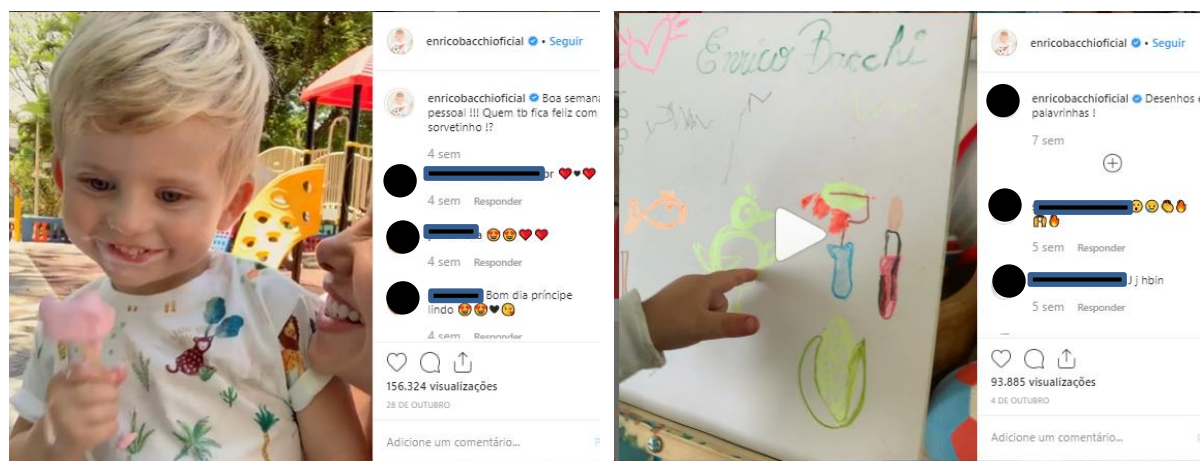 enricobacchioficial • Seguir
enricobacchioficial Boa semana
pessoal !!! Quem tb fica feliz com
sorvetinho !?
4 sem
4 sem Responder
4 sem Responder
Bom dia príncipe
lindo
4 sem Responder
156.324 visualizações
28 DE OUTUBRO
Adicione um comentário...
Enrico Bacchi
enricobacchioficial • Seguir
enricobacchioficial Desenhos e
palavrinhas !
7 sem
5 sem Responder
J j hbin
5 sem Responder
93.885 visualizações
4 DE OUTUBRO
Adicione um comentário...